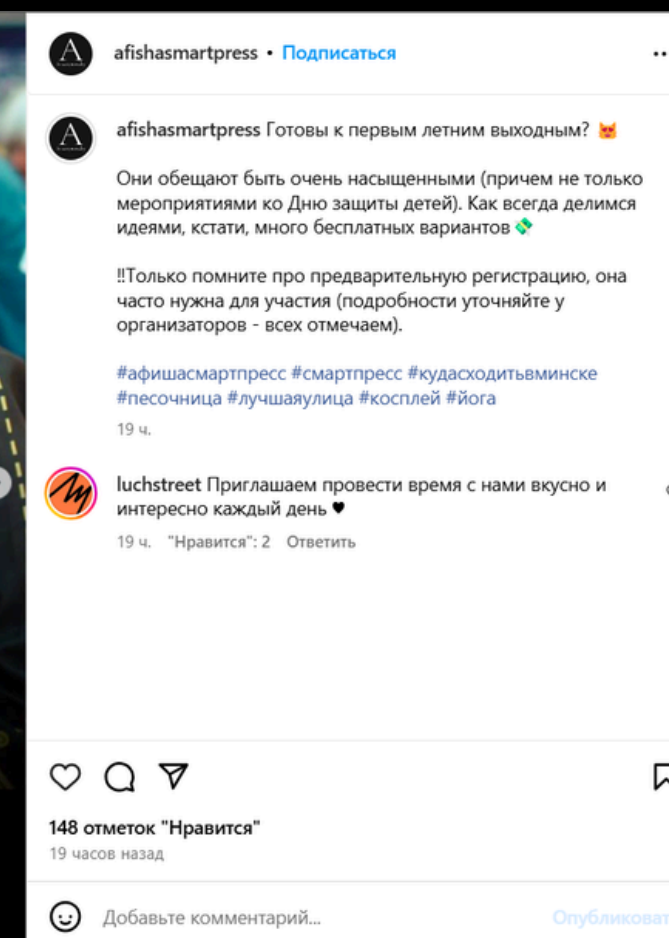 afishasmartpress • Подписаться
afishasmartpress Готовы к первым летним выходным? 😻
Они обещают быть очень насыщенными (причем не только
мероприятиями ко Дню защиты детей). Как всегда делимся
идеями, кстати, много бесплатных вариантов 💸
‼Только помните про предварительную регистрацию, она
часто нужна для участия (подробности уточняйте у
организаторов - всех отмечаем).
#афишасмартпресс #смартпресс #кудасходитьвминске
#песочница #лучшаяулица #косплей #йога
19 ч.
luchstreet Приглашаем провести время с нами вкусно и
интересно каждый день ♥
19 ч. "Нравится": 2 Ответить
148 отметок "Нравится"
19 часов назад
Добавьте комментарий... Опубликоват